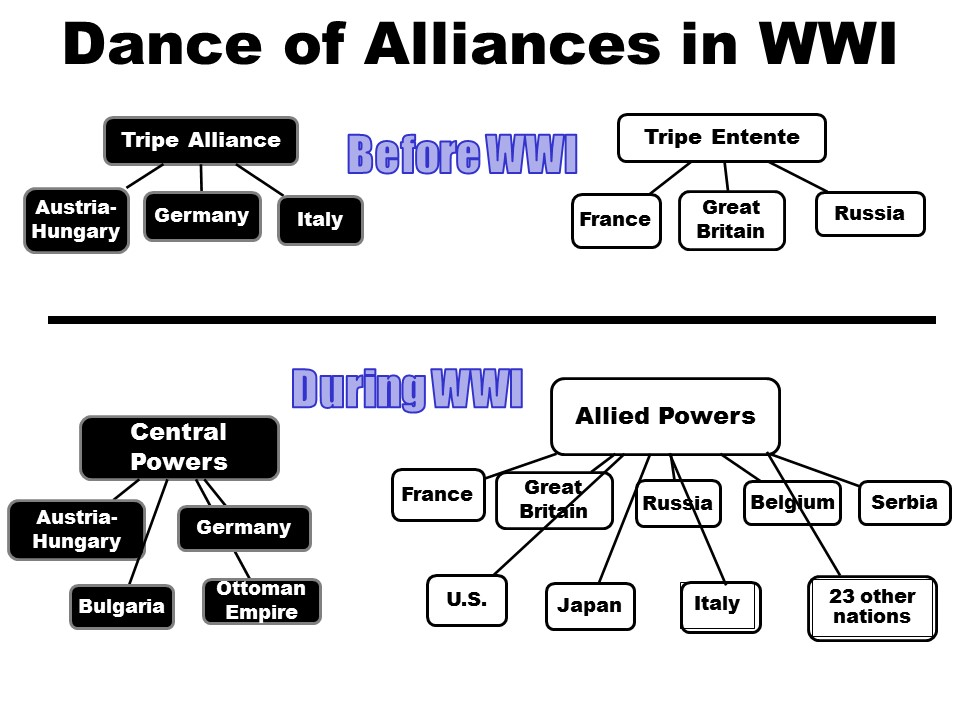 Dance of Alliances in WWI
Tripe Alliance
Before WWI
Tripe Entente
Austria-
Hungary
Germany
Italy
France
Great
Britain
Russia
During WWI
Allied Powers
Central
Powers
France
Great
Britain
Russia
Belgium
Serbia
Austria-
Hungary
Germany
Bulgaria
Ottoman
Empire
U.S.
Japan
Italy
23 other
nations